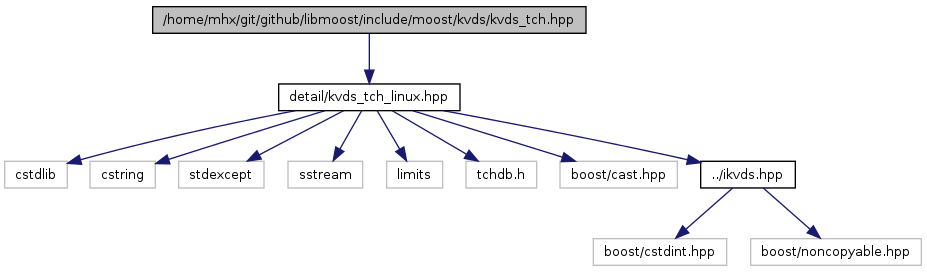 /home/mhx/git/github/libmoost/include/moost/kvds/kvds_tch.hpp
detail/kvds_tch_linux.hpp
cstdlib
cstring
stdexcept
sstream
limits
tchdb.h
boost/cast.hpp
../ikvds.hpp
boost/cstdint.hpp
boost/noncopyable.hpp